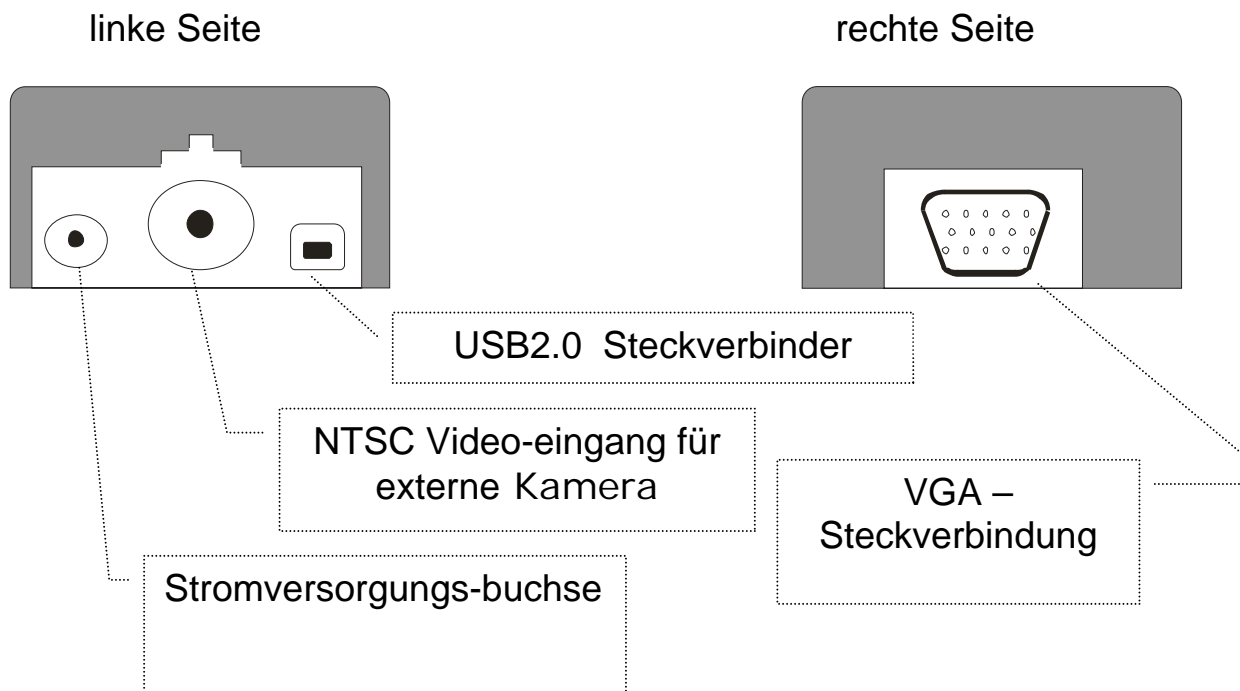 linke Seite
rechte Seite
USB2.0 Steckverbinder
NTSC Video-eingang für
externe Kamera
VGA –
Steckverbindung
Stromversorgungs-buchse